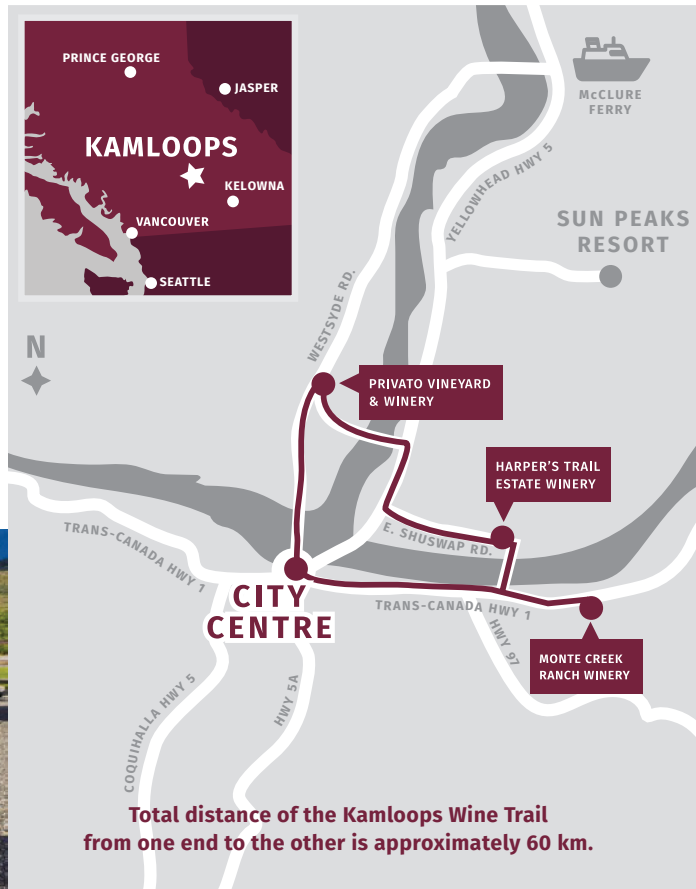 PRINCE GEORGE
JASPER
KAMLOOPS
KELOWNA
VANCOUVER
SEATTLE
McCLURE
FERRY
YELLOWHEAD HWY 5
SUN PEAKS
RESORT
WESTSYDE RD.
N
PRIVATO VINEYARD
& WINERY
HARPER'S TRAIL
ESTATE WINERY
E. SHUSWAP RD.
TRANS-CANADA HWY 1
CITY
CENTRE
TRANS-CANADA HWY 1
HWY 97
MONTE CREEK
RANCH WINERY
COQUIHALLA HWY 5
HWY 5A
Total distance of the Kamloops Wine Trail
from one end to the other is approximately 60 km.